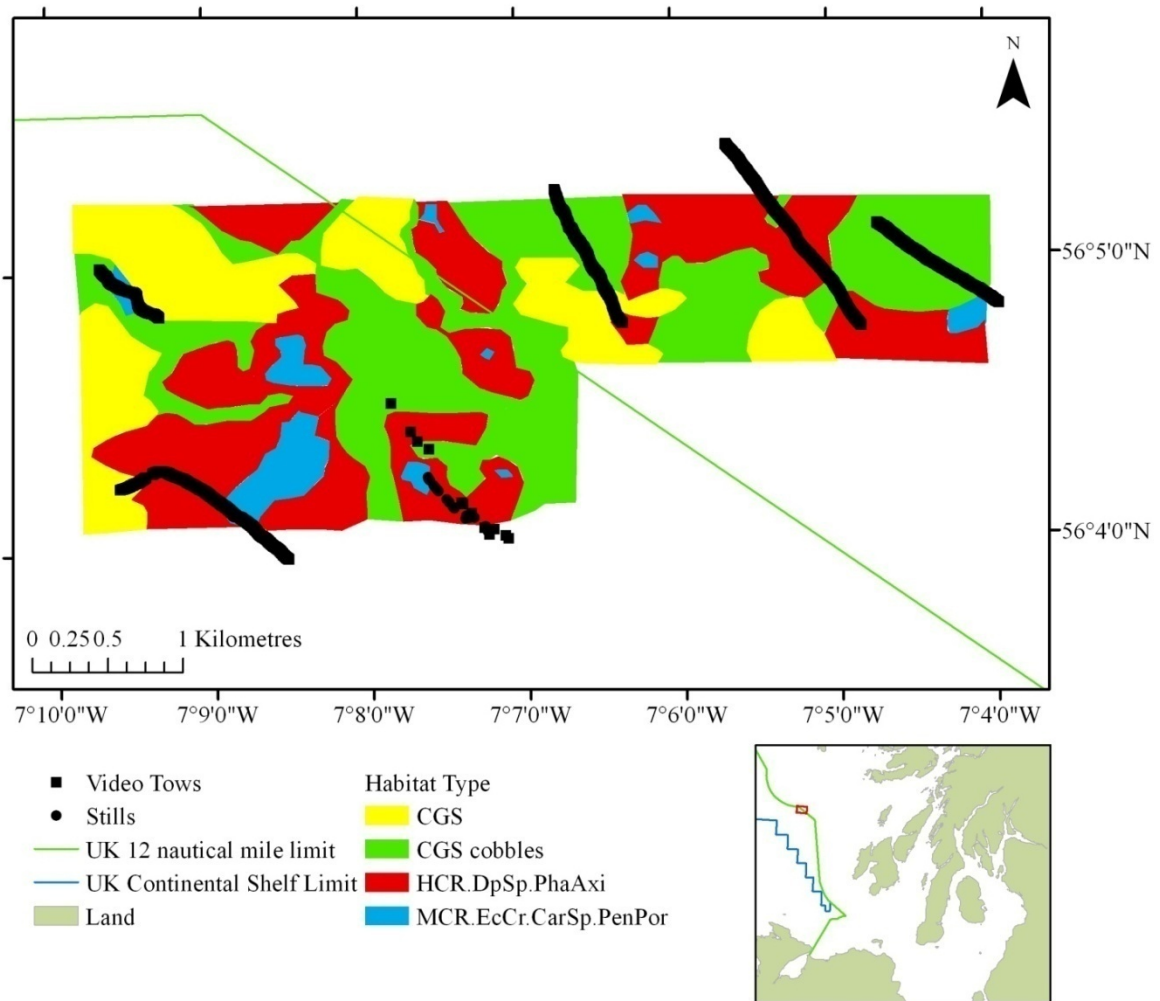 N
56°5'0"N
56°4'0"N
0 0.25 0.5 1 Kilometres
7°10'0"W 7°9'0"W 7°8'0"W 7°7'0"W 7°6'0"W 7°5'0"W 7°4'0"W
Video Tows
Stills
UK 12 nautical mile limit
UK Continental Shelf Limit
Land
Habitat Type
CGS
CGS cobbles
HCR.DpSp.PhaAxi
MCR.EcCr.CarSp.PenPor